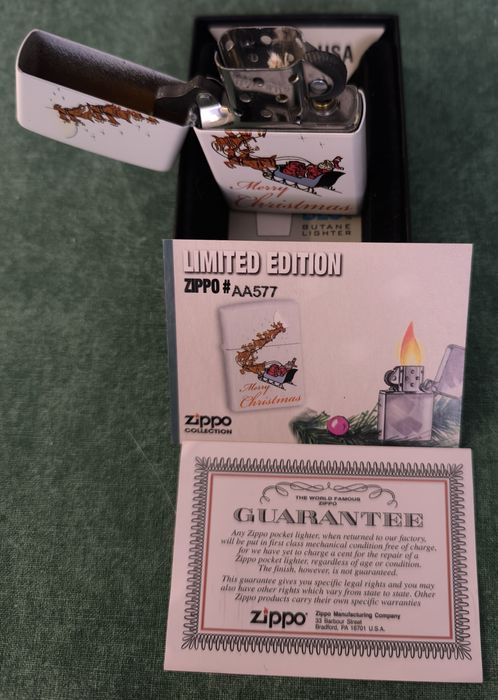 USA
Merry
Christmas
BUTANE
LIGHTER
LIMITED EDITION
ZIPPO # AA577
Merry
Christmas
Zippo
COLLECTION
THE WORLD FAMOUS
ZIPPO
GUARANTEE
Any Zippo pocket lighter, when returned to our factory,
will be put in first class mechanical condition free of charge,
for we have yet to charge a cent for the repair of a
Zippo pocket lighter, regardless of age or condition.
The finish, however, is not guaranteed.
This guarantee gives you specific legal rights and you may
also have other rights which vary from state to state. Other
Zippo products carry their own specific warranties
Zippo
Zippo Manufacturing Company
33 Barbour Street
Bradford, PA 16701 U.S.A.